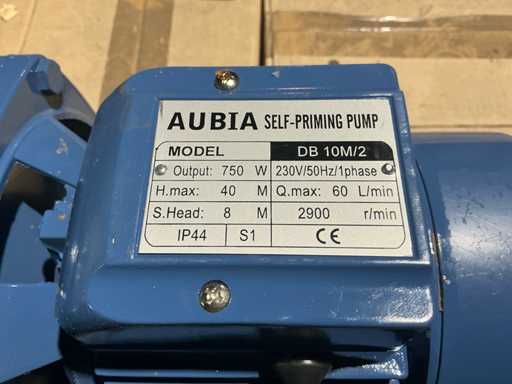 AUBIA SELF-PRIMING PUMP
MODEL DB 10M/2
Output: 750 W 230V/50Hz/1phase
H.max: 40 M Q.max: 60 L/min
S.Head: 8 M 2900 r/min
IP44 S1 CE